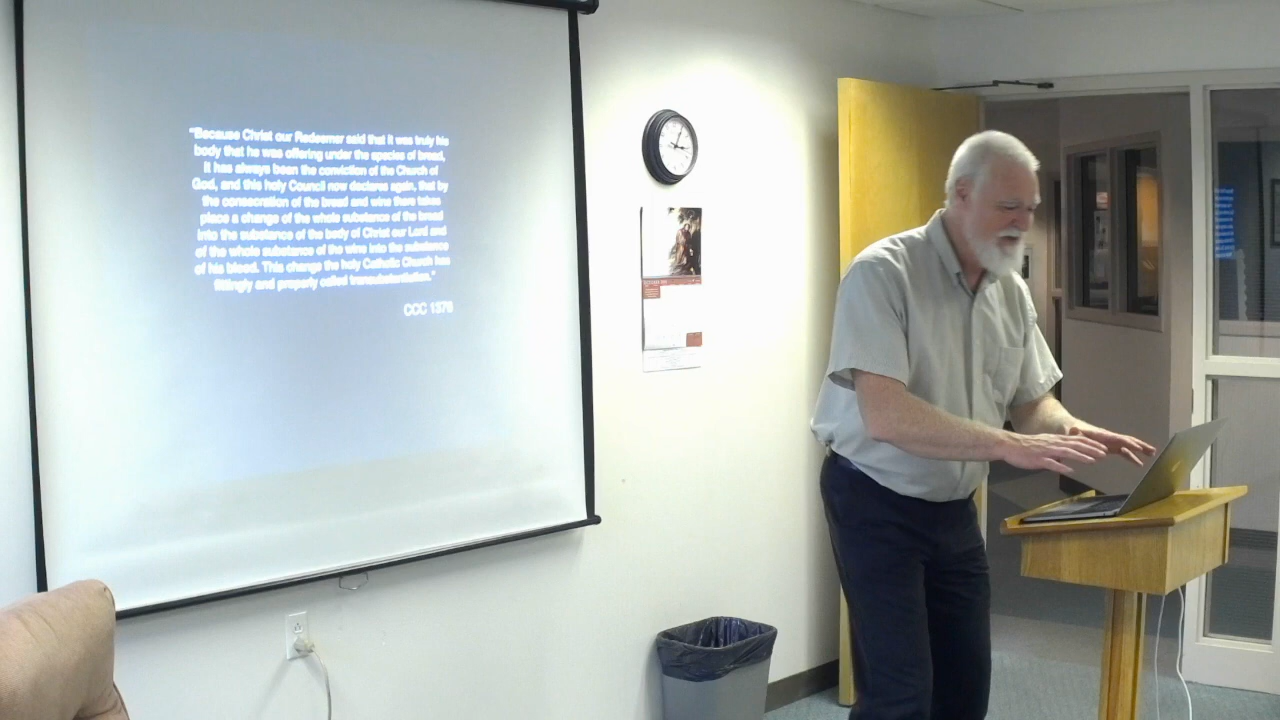 "Because Christ our Redeemer said that it was truly his
body that he was offering under the species of bread,
it has always been the conviction of the Church of
God, and this holy Council now declares again, that by
the consecration of the bread and wine there takes
place a change of the whole substance of the bread
into the substance of the body of Christ our Lord and
of the whole substance of the wine into the substance
of his blood. This change the holy Catholic Church has
fittingly and properly called transubstantiation."
CCC 1376